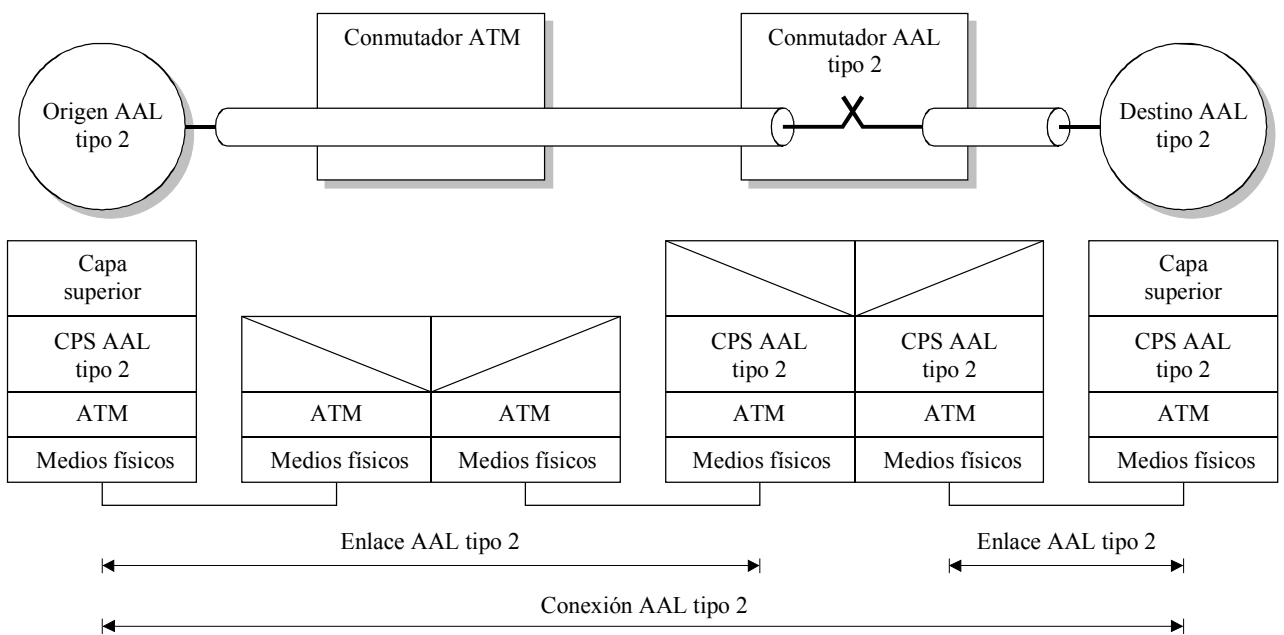 Conmutador ATM
Conmutador AAL
tipo 2
Origen AAL
tipo 2
Destino AAL
tipo 2
Capa
superior
CPS AAL
tipo 2
ATM
Medios físicos
ATM
Medios físicos
ATM
Medios físicos
CPS AAL
tipo 2
ATM
Medios físicos
CPS AAL
tipo 2
ATM
Medios físicos
Capa
superior
CPS AAL
tipo 2
ATM
Medios físicos
Enlace AAL tipo 2
Enlace AAL tipo 2
Conexión AAL tipo 2